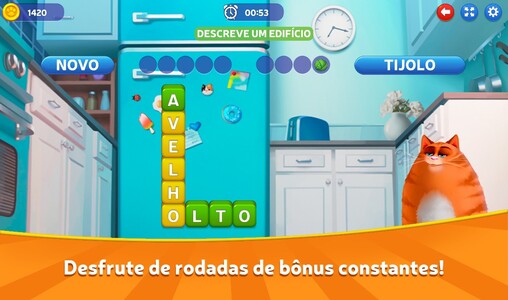 1420
00:53
DESCREVE UM EDIFÍCIO
NOVO
TIJOLO
A
V
E
L
H
O L T O
Desfrute de rodadas de bônus constantes!